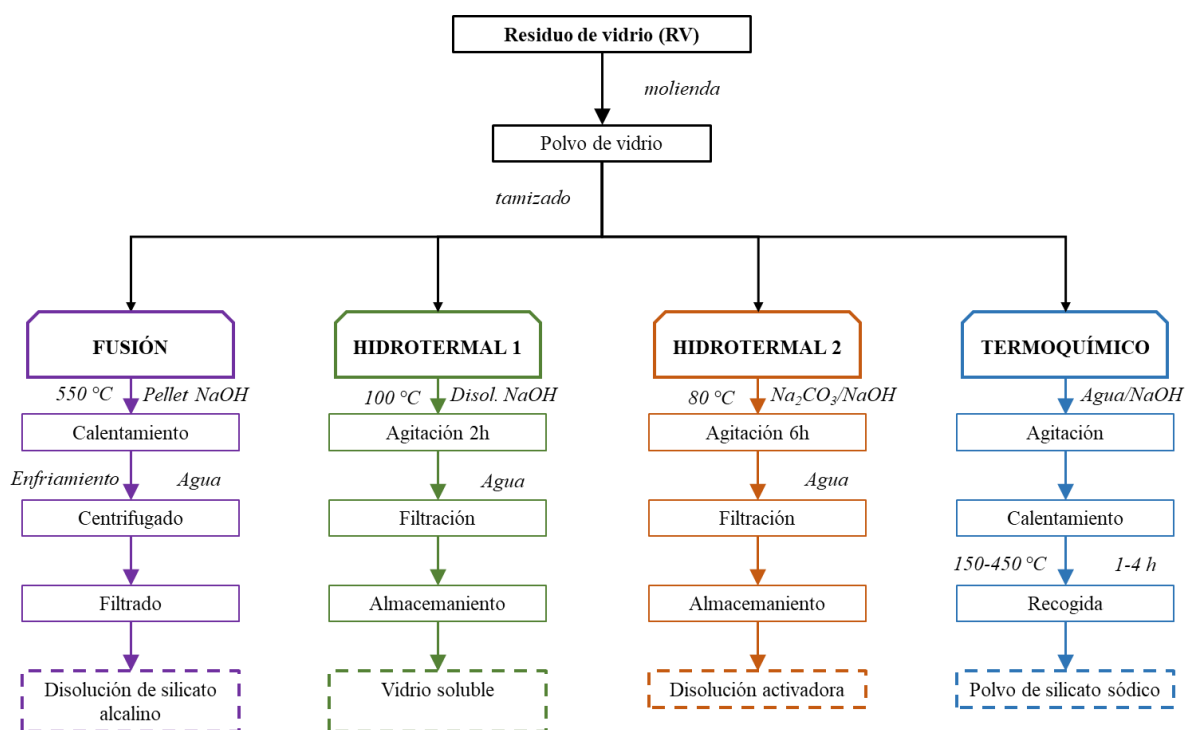 Residuo de vidrio (RV)
molienda
Polvo de vidrio
tamizado
FUSIÓN
550 °C Pellet NaOH
Calentamiento
Enfriamiento Agua
Centrifugado
Filtrado
Disolución de silicato
alcalino
HIDROTERMAL 1
100 °C Disol. NaOH
Agitación 2h
Agua
Filtración
Almacemaniento
Vidrio soluble
HIDROTERMAL 2
80 °C Na₂CO₃/NaOH
Agitación 6h
Agua
Filtración
Almacemaniento
Disolución activadora
TERMOQUÍMICO
Agua/NaOH
Agitación
Calentamiento
150-450 °C 1-4 h
Recogida
Polvo de silicato sódico